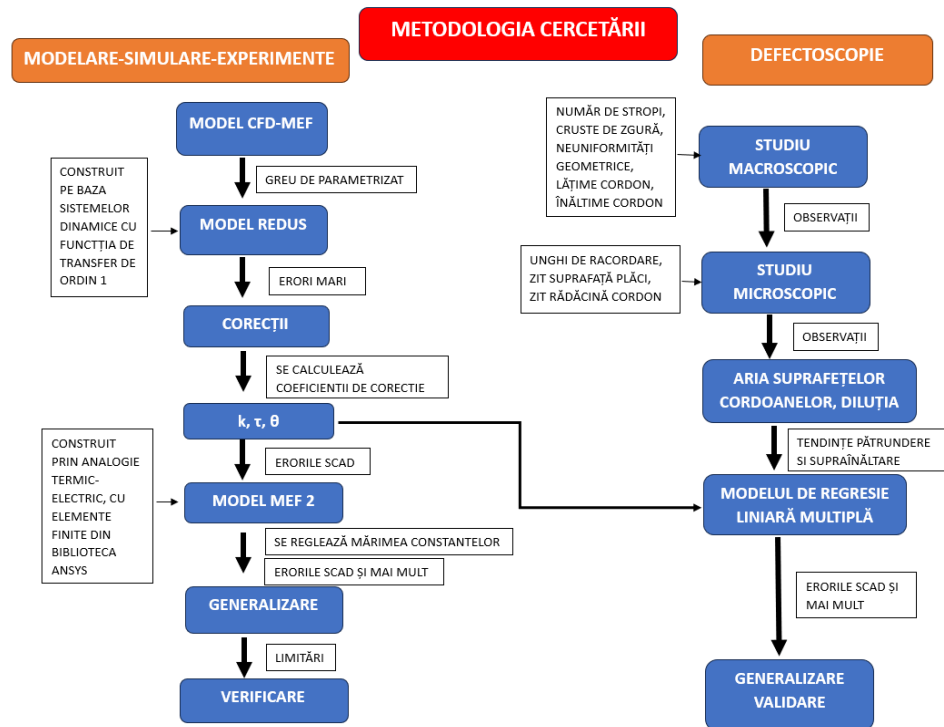 METODOLOGIA CERCETĂRII
MODELARE-SIMULARE-EXPERIMENTE
MODEL CFD-MEF
GREU DE PARAMETRIZAT
CONSTRUIT
PE BAZA
SISTEMELOR
DINAMICE CU
FUNCTȚIA DE
TRANSFER DE
ORDIN 1
MODEL REDUS
ERORI MARI
CORECȚII
SE CALCULEAZĂ
COEFICIENTII DE CORECTIE
k, τ, θ
ERORILE SCAD
CONSTRUIT
PRIN ANALOGIE
TERMIC-
ELECTRIC, CU
ELEMENTE
FINITE DIN
BIBLIOTECA
ANSYS
MODEL MEF 2
SE REGLEAZĂ MĂRIMEA CONSTANTELOR
ERORILE SCAD ȘI MAI MULT
GENERALIZARE
LIMITĂRI
VERIFICARE
DEFECTOSCOPIE
NUMĂR DE STROPI,
CRUSTE DE ZGURĂ,
NEUNIFORMITĂȚI
GEOMETRICE,
LĂȚIME CORDON,
ÎNĂLTIME CORDON
STUDIU
MACROSCOPIC
OBSERVAȚII
UNGHI DE RACORDARE,
ZIT SUPRAFAȚĂ PLĂCI,
ZIT RĂDĂCINĂ CORDON
STUDIU
MICROSCOPIC
OBSERVAȚII
ARIA SUPRAFEȚELOR
CORDOANELOR, DILUȚIA
TENDINȚE PĂTRUNDERE
SI SUPRAÎNĂLTARE
MODELUL DE REGRESIE
LINIARĂ MULTIPLĂ
ERORILE SCAD ȘI
MAI MULT
GENERALIZARE
VALIDARE